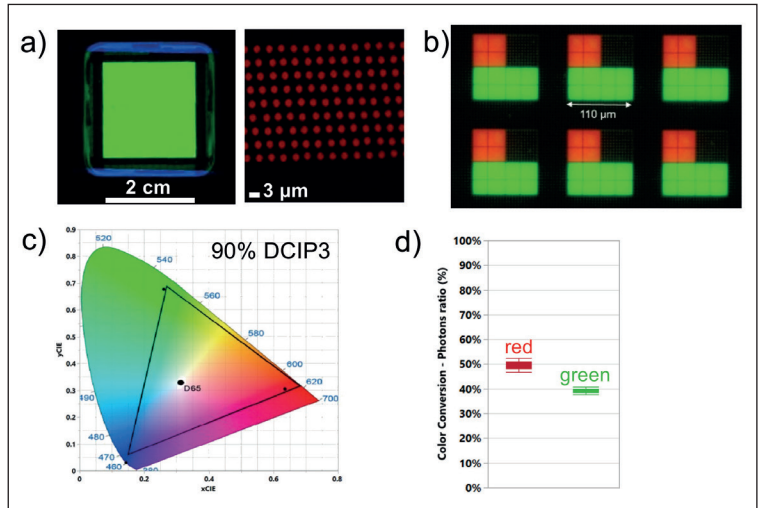 a)
2 cm
3 µm
b)
110 µm
c)
90% DCIP3
0.9
0.8
0.7
0.6
0.5
0.4
0.3
0.2
0.1
0
yCIE
0
0.2
0.4
0.6
0.8
xCIE
520
540
560
580
600
620
700
490
480
470
460
380
D65
d)
100%
90%
80%
70%
60%
50%
40%
30%
20%
10%
0%
Color Conversion - Photons ratio (%)
red
green